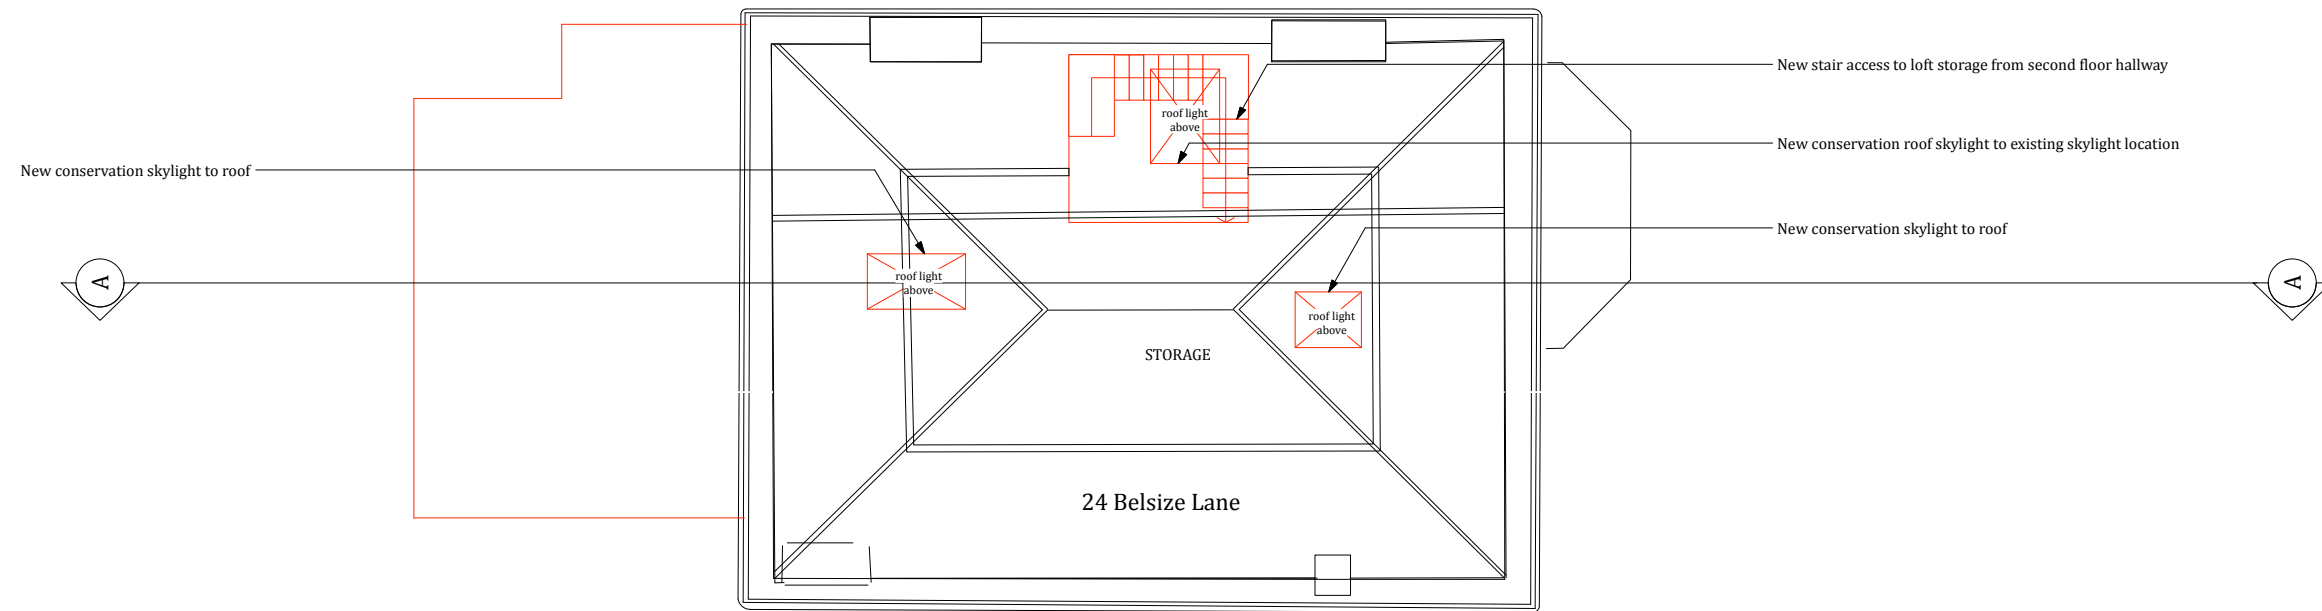 New stair access to loft storage from second floor hallway
roof light
above
New conservation roof skylight to existing skylight location
New conservation skylight to roof
New conservation skylight to roof
A
roof light
above
A
roof light
above
STORAGE
24 Belsize Lane